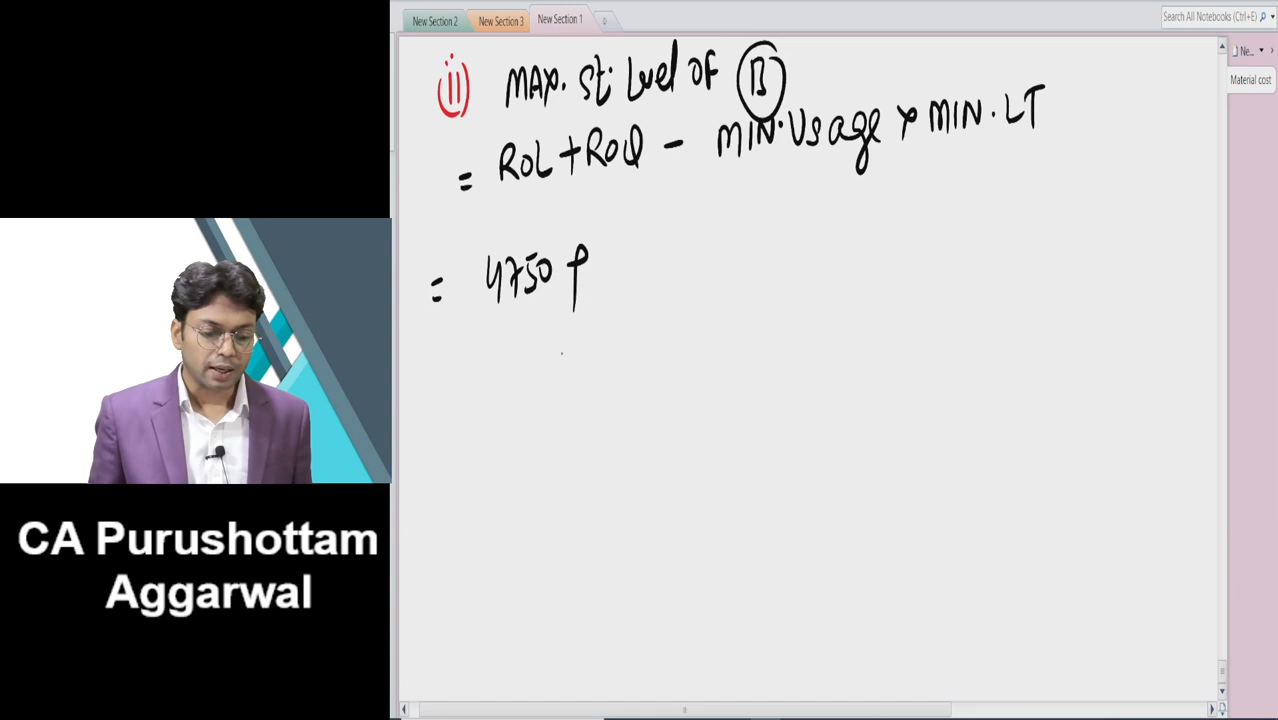 New Section 2
New Section 3
New Section 1
Search All Notebooks (Ctrl+E)
Ne...
Material cost
ii) MAX. St. Level OF B
= ROL + ROQ - MIN. Usage × MIN. LT
= 4750
CA Purushottam
Aggarwal